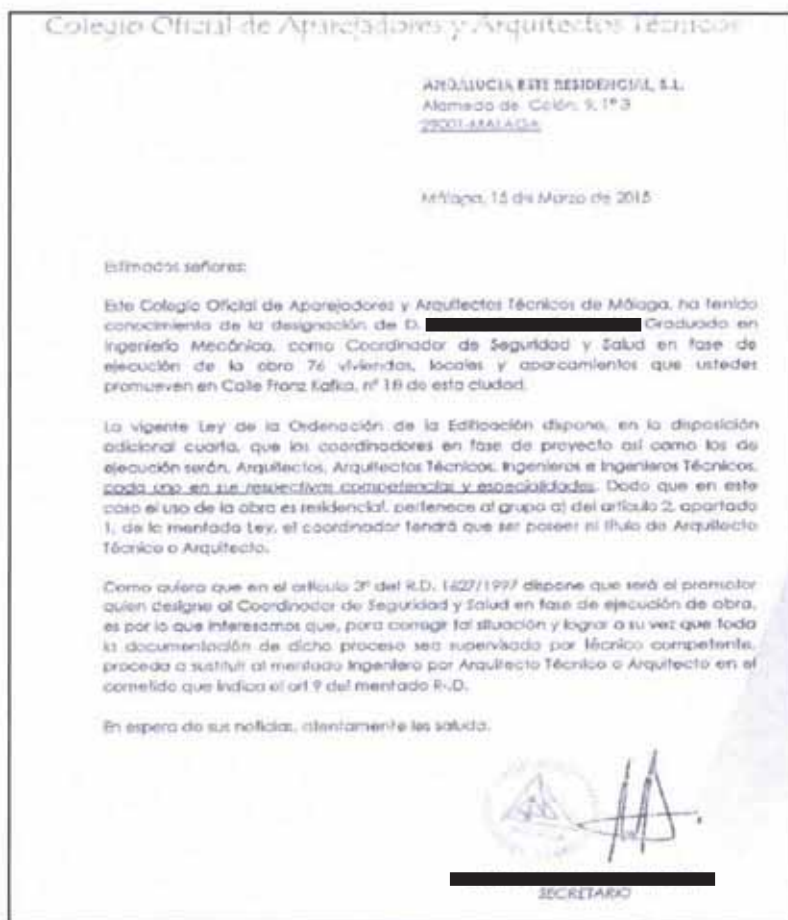 Colegio Oficial de Aparejadores y Arquitectos Técnicos
ANDALUCIA ESTE RESIDENCIAL, S.L.
Alameda de Colón, 9, 1º 3
29001-MALAGA
Málaga, 15 de Marzo de 2015
Estimados señores:
Este Colegio Oficial de Aparejadores y Arquitectos Técnicos de Málaga, ha tenido
conocimiento de la designación de D. Graduado en
Ingeniería Mecánica, como Coordinador de Seguridad y Salud en fase de
ejecución de la obra 76 viviendas, locales y aparcamientos que ustedes
promueven en Calle Franz Kafka, nº 18 de esta ciudad.
La vigente Ley de la Ordenación de la Edificación dispone, en la disposición
adicional cuarta, que los coordinadores en fase de proyecto así como los de
ejecución serán, Arquitectos, Arquitectos Técnicos, Ingenieros e Ingenieros Técnicos,
cada uno en sus respectivas competencias y especialidades. Dado que en este
caso el uso de la obra es residencial, pertenece al grupo a) del artículo 2, apartado
1, de la mentada Ley, el coordinador tendrá que ser poseer el título de Arquitecto
Técnico o Arquitecto.
Como quiera que en el artículo 3º del R.D. 1627/1997 dispone que será el promotor
quien designe al Coordinador de Seguridad y Salud en fase de ejecución de obra,
es por lo que interesamos que, para corregir tal situación y lograr a su vez que toda
la documentación de dicho proceso sea supervisada por técnico competente,
proceda a sustituir al mentado Ingeniero por Arquitecto Técnico o Arquitecto en el
cometido que indica el art 9 del mentado R.D.
En espera de sus noticias, atentamente les saluda.
SECRETARIO